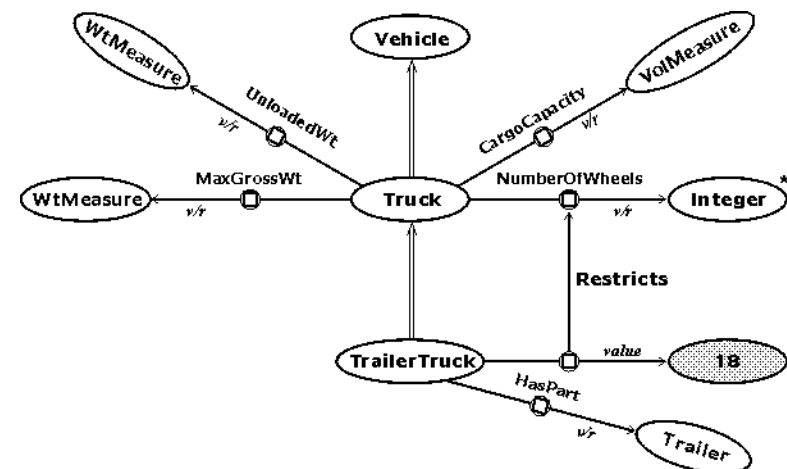 WtMeasure
Vehicle
VolMeasure
UnloadedWt
v/r
CargoCapacity
v/r
MaxGrossWt
NumberOfWheels
WtMeasure
v/r
Truck
v/r
Integer
*
Restricts
TrailerTruck
value
18
HasPart
v/r
Trailer